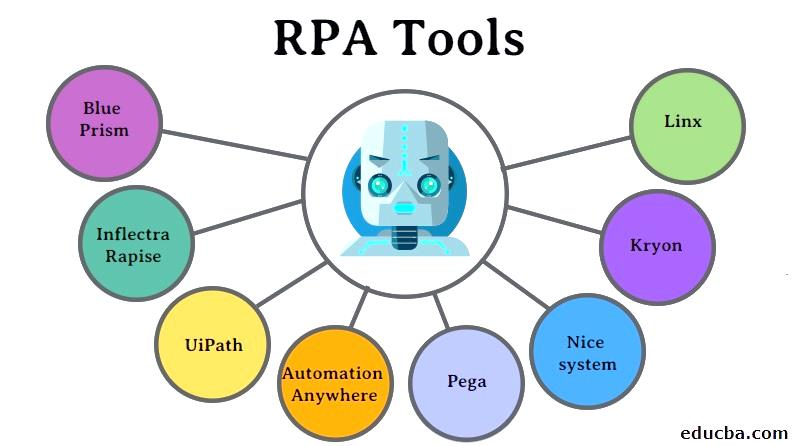 RPA Tools
Blue
Prism
Linx
Inflectra
Rapise
Kryon
UiPath
Nice
system
Automation
Anywhere
Pega
educba.com